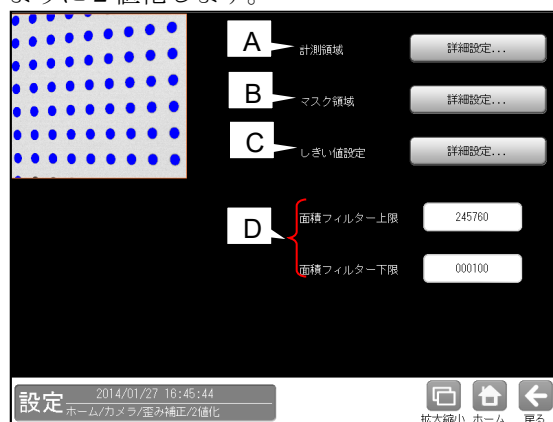 ように２値化します。
A
計測領域
詳細設定...
B
マスク領域
詳細設定...
C
しきい値設定
詳細設定...
D
面積フィルター上限
245760
面積フィルター下限
000100
設定
2014/01/27 16:45:44
ホーム/カメラ/歪み補正/2値化
拡大縮小 ホーム 戻る